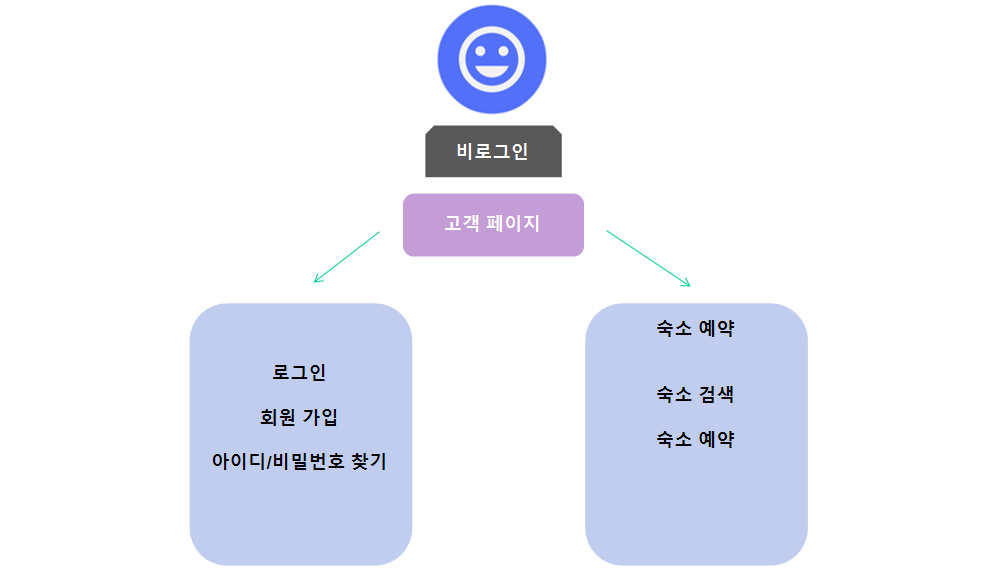 비로그인
고객 페이지
로그인
회원 가입
아이디/비밀번호 찾기
숙소 예약
숙소 검색
숙소 예약